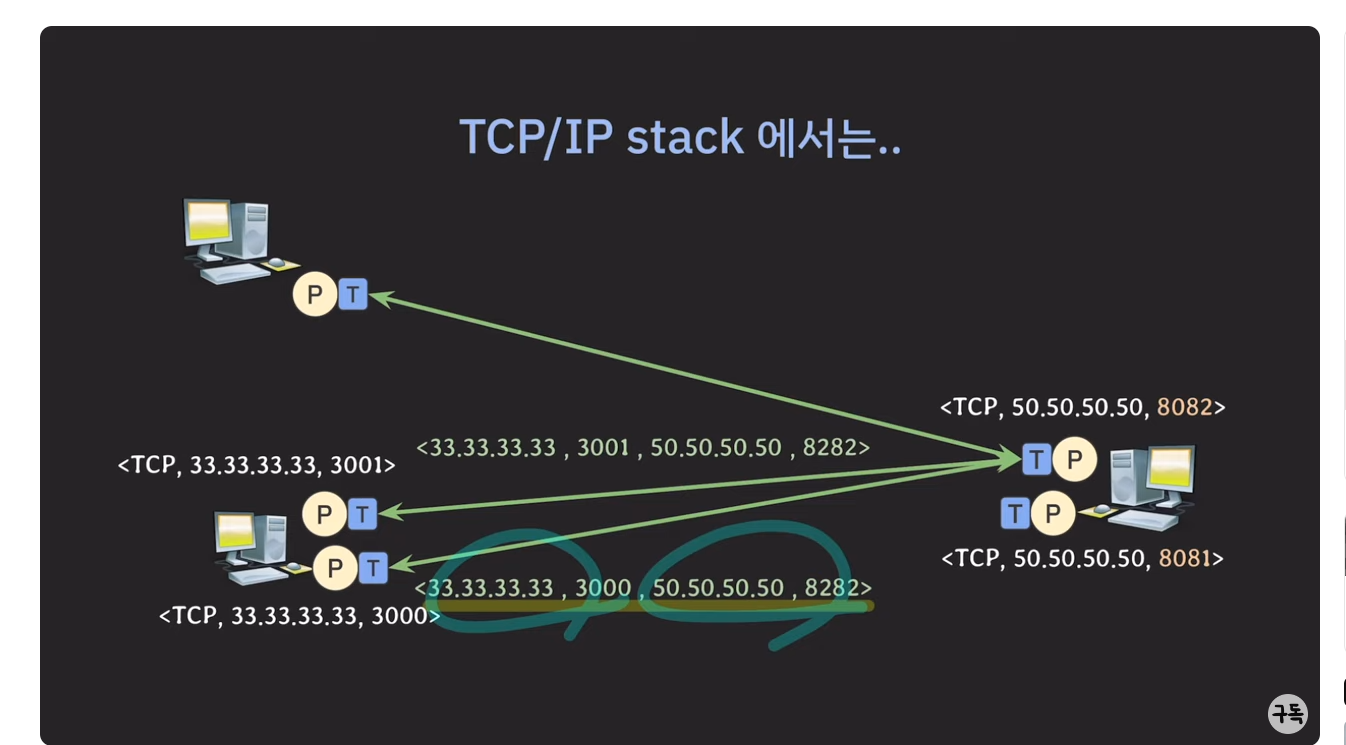 TCP/IP stack 에서는..
P T
<TCP, 50.50.50.50, 8082>
<33.33.33.33 , 3001 , 50.50.50.50 , 8282>
<TCP, 33.33.33.33, 3001>
T P
P T
T P
<TCP, 50.50.50.50, 8081>
P T
<33.33.33.33 , 3000 , 50.50.50.50 , 8282>
<TCP, 33.33.33.33, 3000>
구독